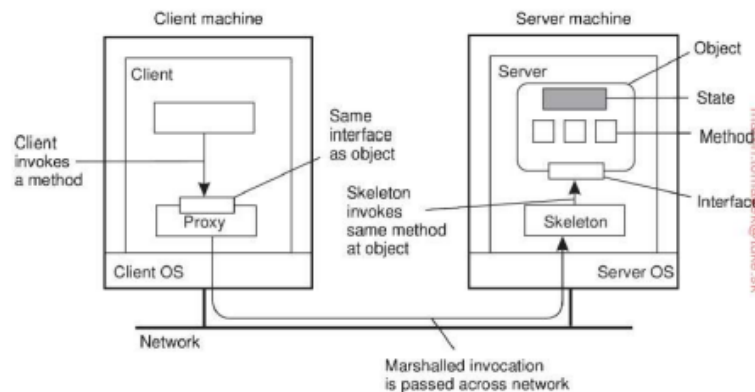 Client machine
Server machine
Object
Client
Server
State
Same
interface
as object
Client
invokes
a method
Method
Skeleton
invokes
same method
at object
Interface
Proxy
Skeleton
Client OS
Server OS
Network
Marshalled invocation
is passed across network